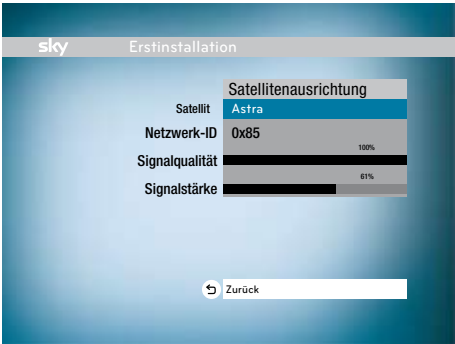 sky Erstinstallation
Satellitenausrichtung
Satellit Astra
Netzwerk-ID 0x85
100%
Signalqualität
61%
Signalstärke
Zurück